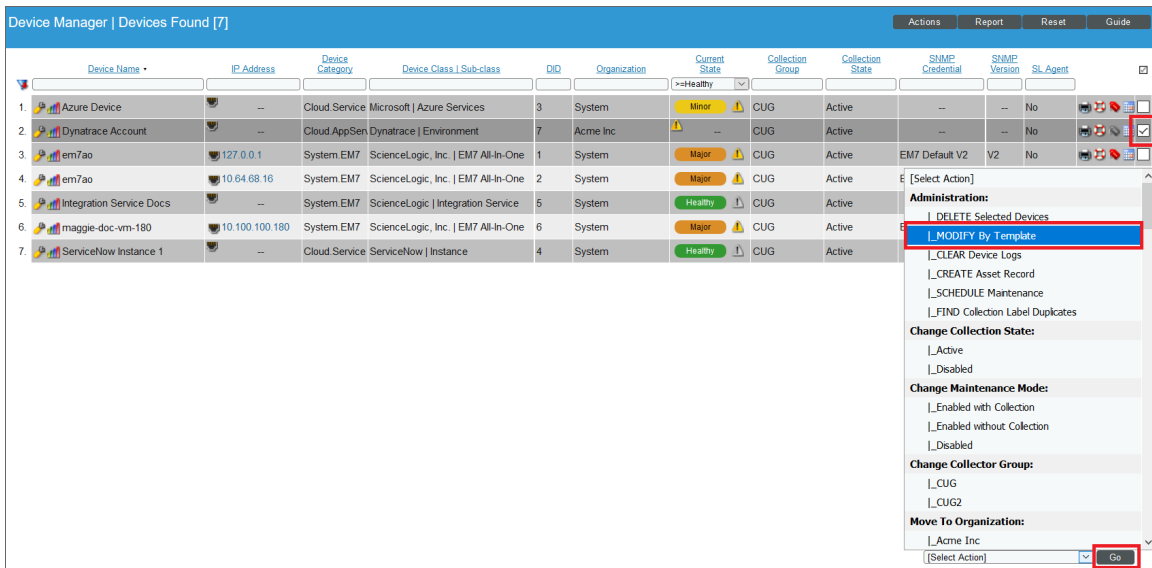 Device Manager | Devices Found [7] Actions Report Reset Guide
Device Name • IP Address Device Category Device Class | Sub-class DID Organization Current State Collection Group Collection State SNMP Credential SNMP Version SL Agent
>=Healthy
1. Azure Device -- Cloud.Service Microsoft | Azure Services 3 System Minor CUG Active -- -- No
2. Dynatrace Account -- Cloud.AppServ Dynatrace | Environment 7 Acme Inc -- CUG Active -- -- No
3. em7ao 127.0.0.1 System.EM7 ScienceLogic, Inc. | EM7 All-In-One 1 System Major CUG Active EM7 Default V2 V2 No
4. em7ao 10.64.68.16 System.EM7 ScienceLogic, Inc. | EM7 All-In-One 2 System Major CUG Active E
5. Integration Service Docs -- System.EM7 ScienceLogic | Integration Service 5 System Healthy CUG Active
6. maggie-doc-vm-180 10.100.100.180 System.EM7 ScienceLogic, Inc. | EM7 All-In-One 6 System Major CUG Active E
7. ServiceNow Instance 1 -- Cloud.Service ServiceNow | Instance 4 System Healthy CUG Active
[Select Action]
Administration:
|_DELETE Selected Devices
|_MODIFY By Template
|_CLEAR Device Logs
|_CREATE Asset Record
|_SCHEDULE Maintenance
|_FIND Collection Label Duplicates
Change Collection State:
|_Active
|_Disabled
Change Maintenance Mode:
|_Enabled with Collection
|_Enabled without Collection
|_Disabled
Change Collector Group:
|_CUG
|_CUG2
Move To Organization:
|_Acme Inc
[Select Action] Go